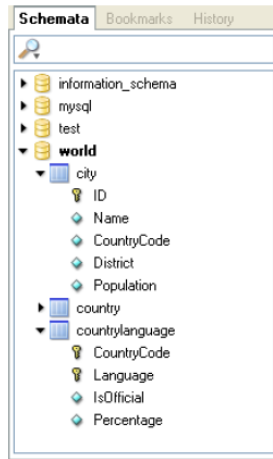 Schemata Bookmarks History
information_schema
mysql
test
world
city
ID
Name
CountryCode
District
Population
country
countrylanguage
CountryCode
Language
IsOfficial
Percentage